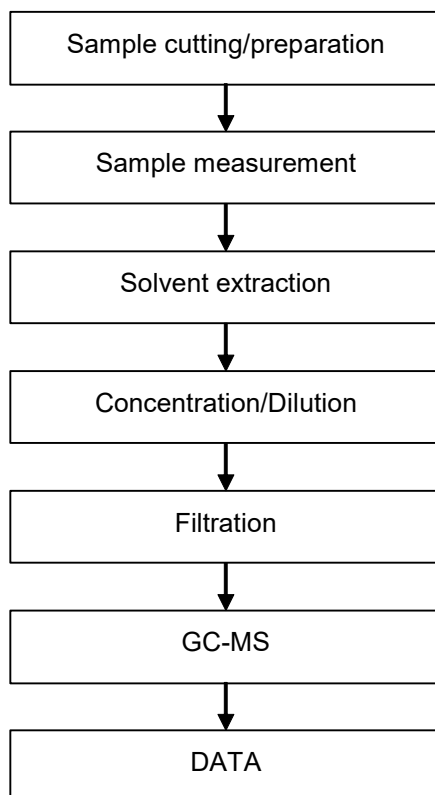 Sample cutting/preparation
Sample measurement
Solvent extraction
Concentration/Dilution
Filtration
GC-MS
DATA